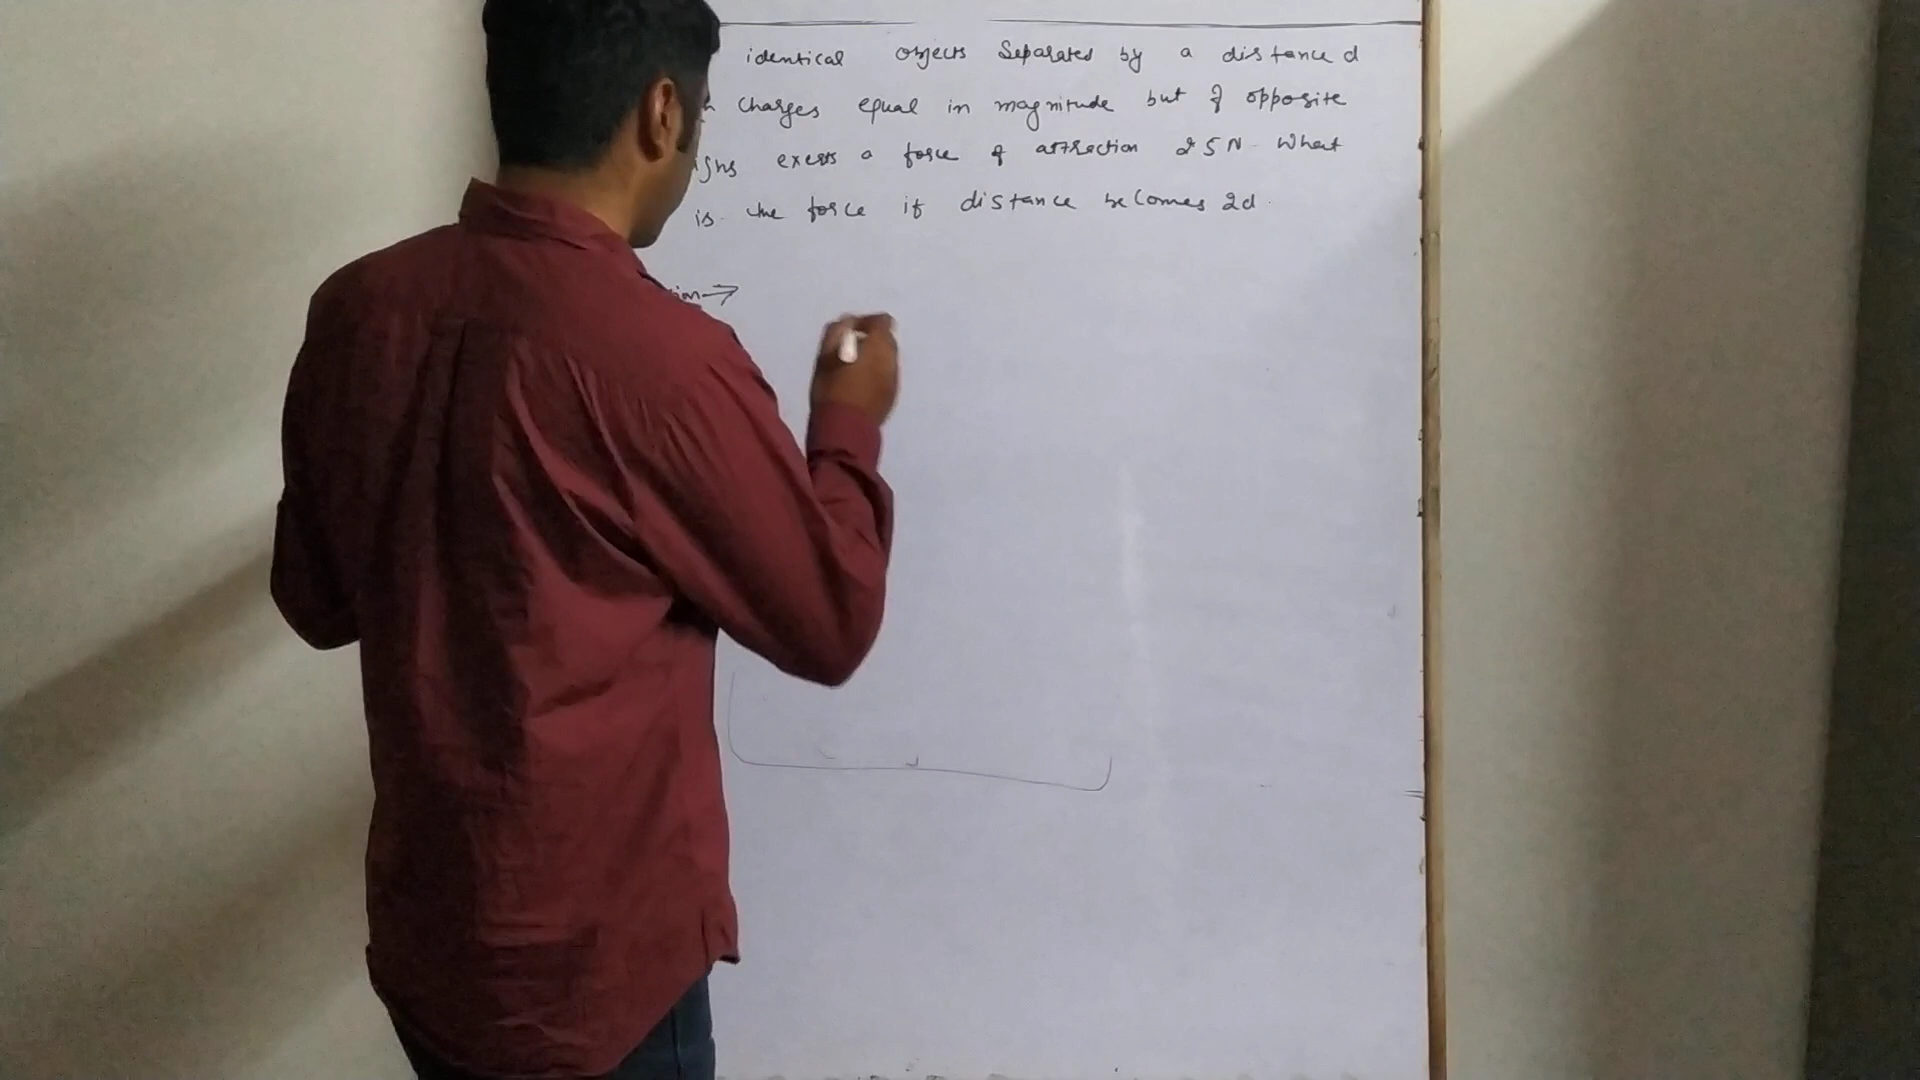 identical objects Separated by a distance d
charges equal in magnitude but of opposite
exerts a force of attraction 25N. What
is the force if distance becomes 2d.